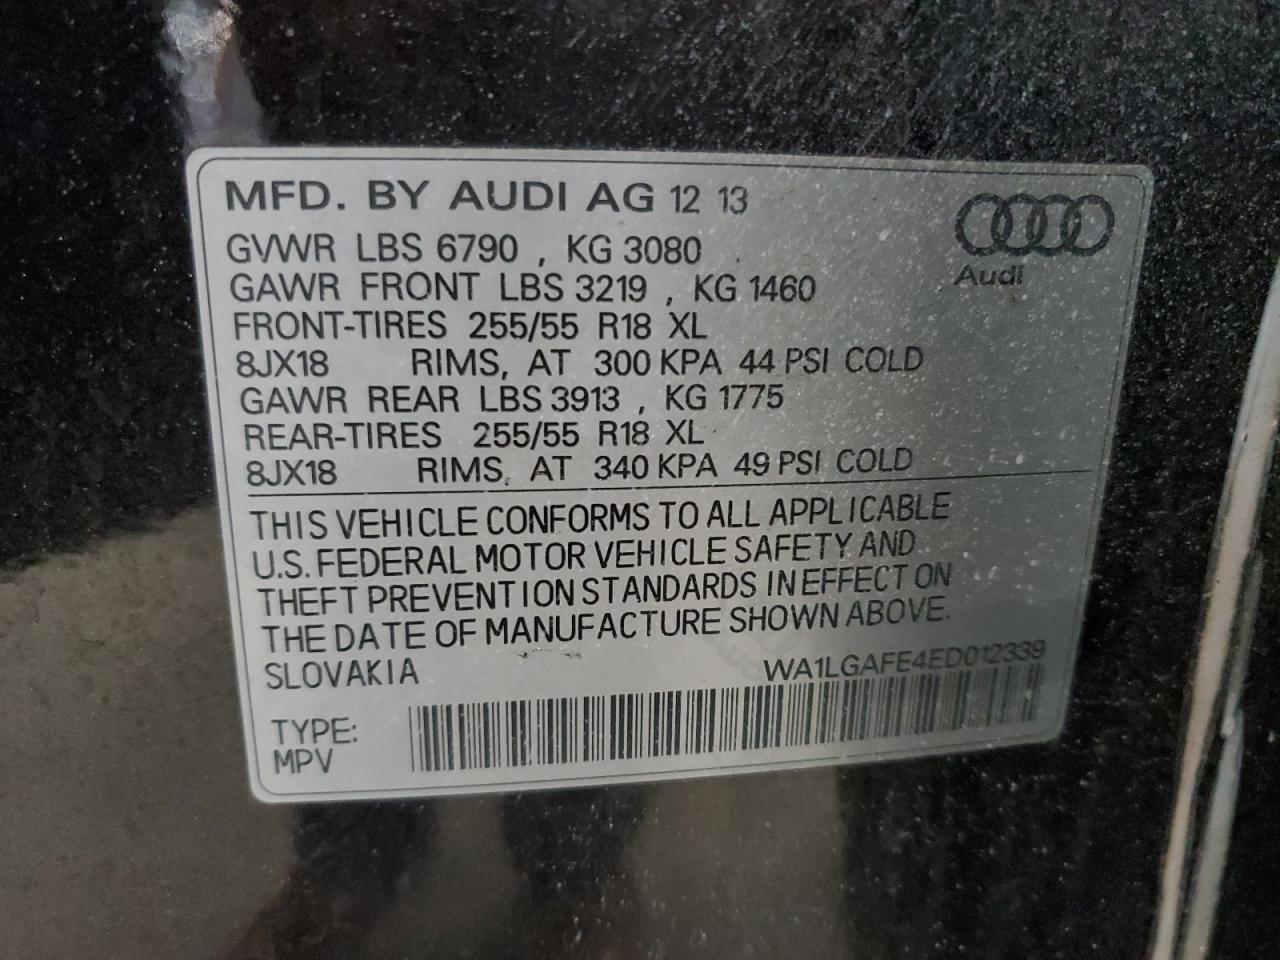 MFD. BY AUDI AG 12 13
GVWR LBS 6790 , KG 3080
GAWR FRONT LBS 3219 , KG 1460
FRONT-TIRES 255/55 R18 XL
8JX18 RIMS, AT 300 KPA 44 PSI COLD
GAWR REAR LBS 3913 , KG 1775
REAR-TIRES 255/55 R18 XL
8JX18 RIMS, AT 340 KPA 49 PSI COLD
Audi
THIS VEHICLE CONFORMS TO ALL APPLICABLE
U.S. FEDERAL MOTOR VEHICLE SAFETY AND
THEFT PREVENTION STANDARDS IN EFFECT ON
THE DATE OF MANUFACTURE SHOWN ABOVE.
SLOVAKIA WA1LGAFE4ED012339
TYPE:
MPV